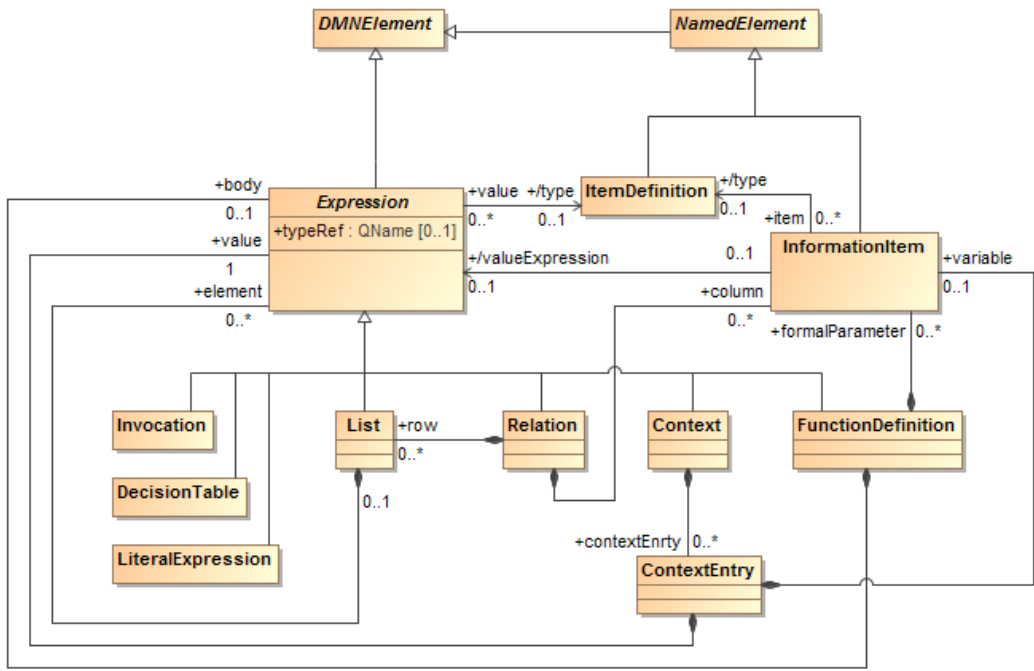 DMNElement
NamedElement
+body
0..1
Expression
+typeRef : QName [0..1]
+value
0..*
+/type
0..1
ItemDefinition
+/type
0..1
+item
0..*
+value
1
+/valueExpression
0..1
0..1
InformationItem
+variable
0..1
+element
0..*
+column
0..*
+formalParameter
0..*
Invocation
List
+row
0..*
Relation
Context
FunctionDefinition
DecisionTable
0..1
LiteralExpression
+contextEnrty
0..*
ContextEntry